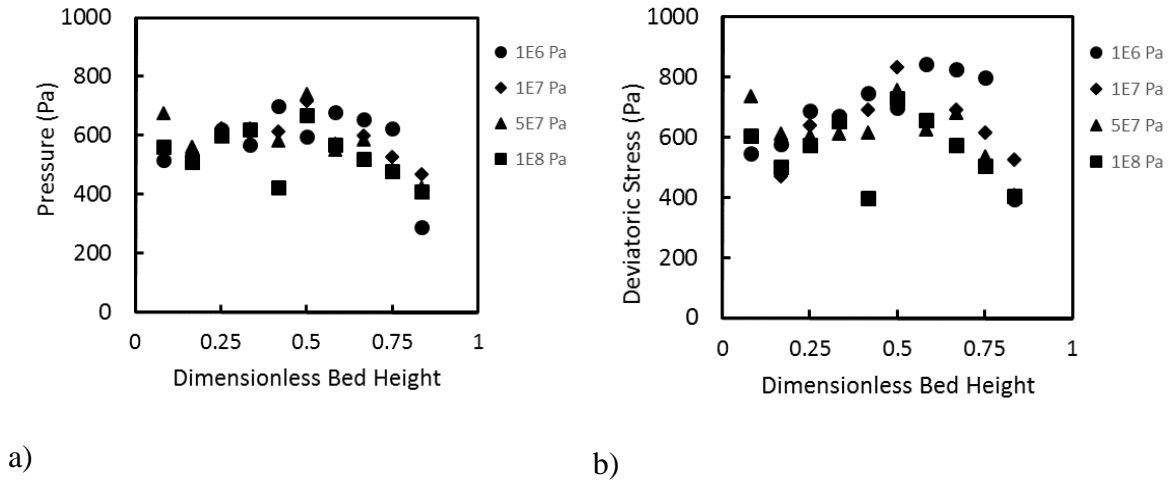 1000
800
600
400
200
0
Pressure (Pa)
0 0.25 0.5 0.75 1
Dimensionless Bed Height
1E6 Pa
1E7 Pa
5E7 Pa
1E8 Pa
a)
1000
800
600
400
200
0
Deviatoric Stress (Pa)
0 0.25 0.5 0.75 1
Dimensionless Bed Height
1E6 Pa
1E7 Pa
5E7 Pa
1E8 Pa
b)